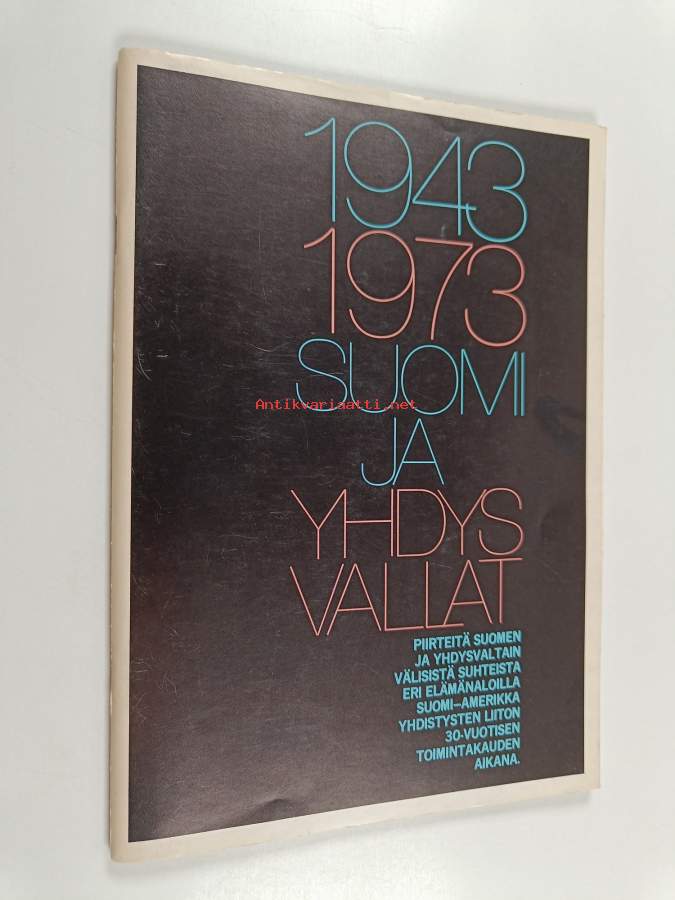 1943
1973
SUOMI
Antikvariaatti.net
JA
YHDYS
VALLAT
PIIRTEITÄ SUOMEN
JA YHDYSVALTAIN
VÄLISISTÄ SUHTEISTA
ERI ELÄMÄNALOILLA
SUOMI–AMERIKKA
YHDISTYSTEN LIITON
30-VUOTISEN
TOIMINTAKAUDEN
AIKANA.